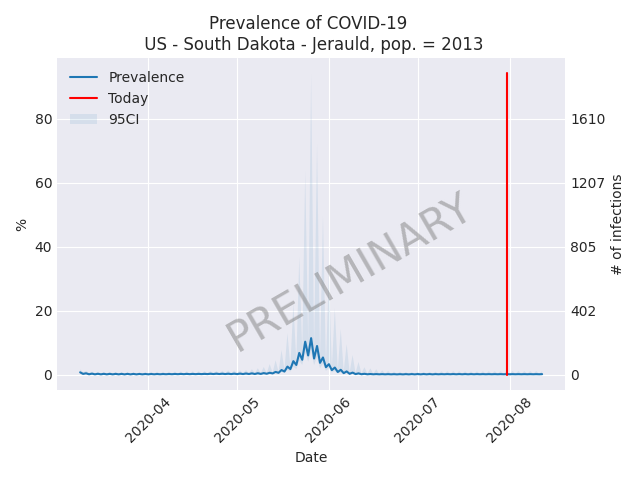 Prevalence of COVID-19
US - South Dakota - Jerauld, pop. = 2013
Prevalence
Today
95CI
80
60
40
20
0
%
1610
1207
805
402
0
# of infections
PRELIMINARY
2020-04
2020-05
2020-06
2020-07
2020-08
Date